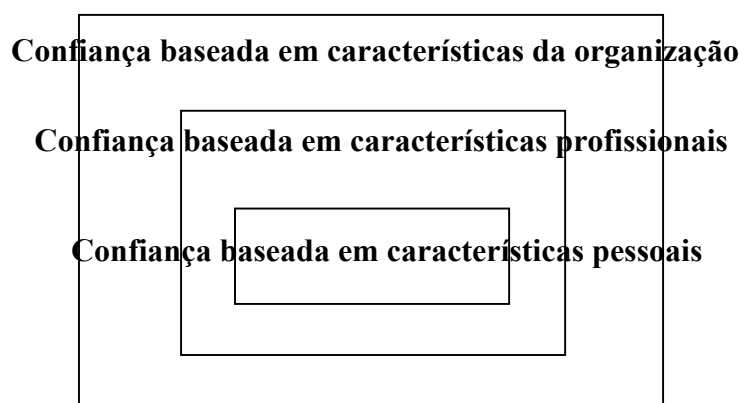 Confiança baseada em características da organização
Confiança baseada em características profissionais
Confiança baseada em características pessoais